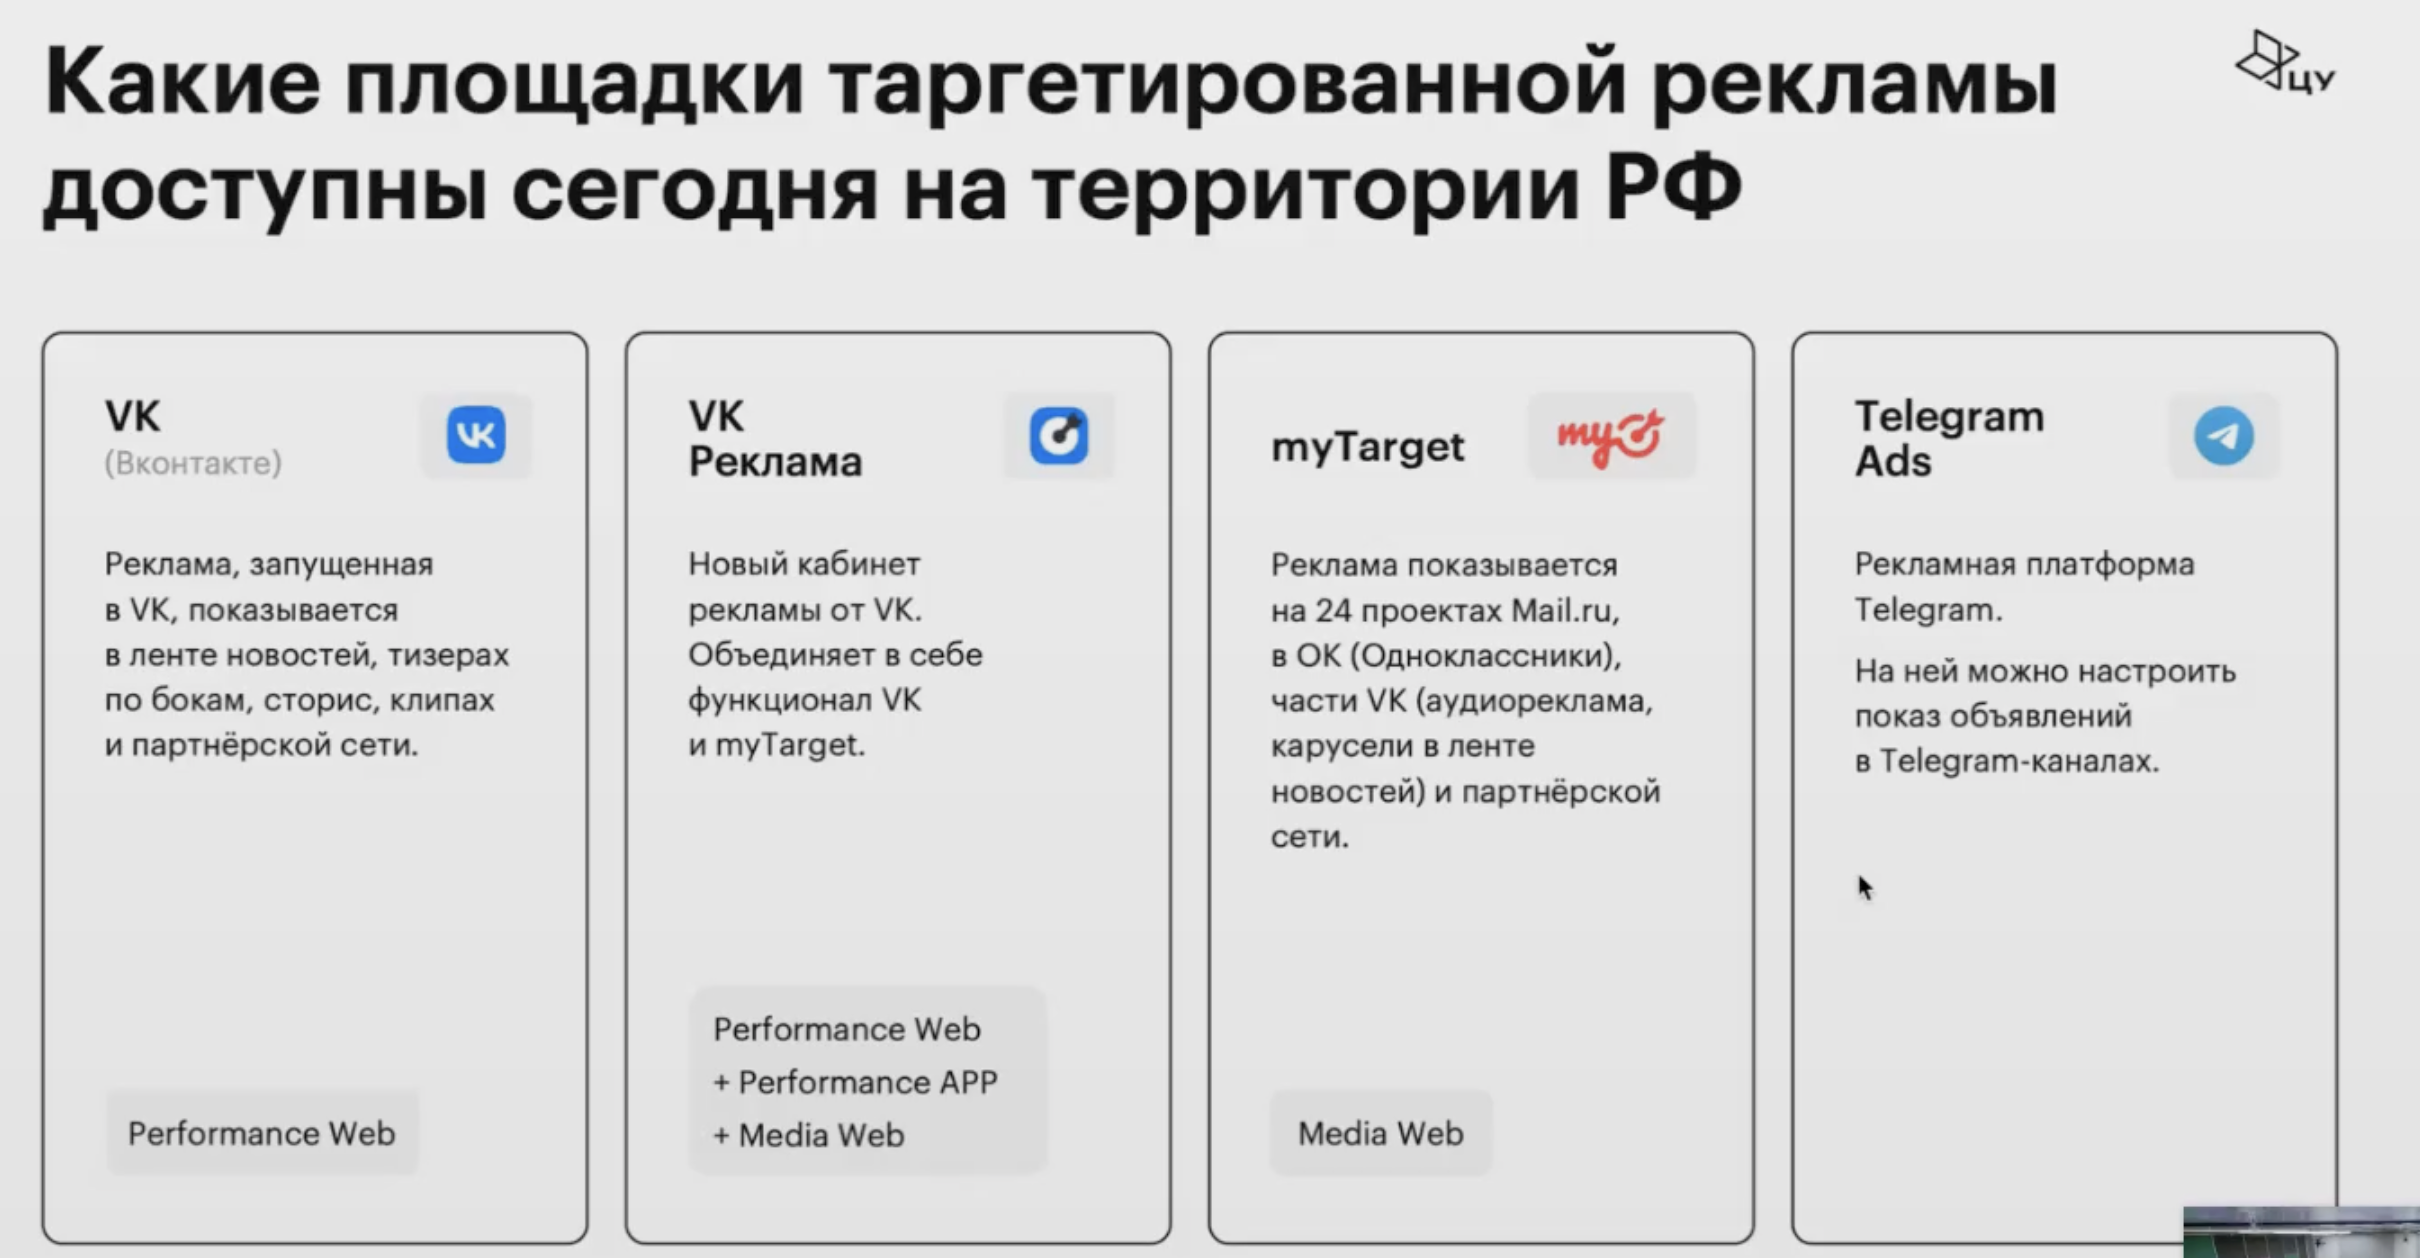 Какие площадки таргетированной рекламы
доступны сегодня на территории РФ
ЦУ
VK
(Вконтакте)
VK
Реклама, запущенная
в VK, показывается
в ленте новостей, тизерах
по бокам, сторис, клипах
и партнёрской сети.
Performance Web
VK
Реклама
Новый кабинет
рекламы от VK.
Объединяет в себе
функционал VK
и myTarget.
Performance Web
+ Performance APP
+ Media Web
myTarget
my
Реклама показывается
на 24 проектах Mail.ru,
в ОК (Одноклассники),
части VK (аудиореклама,
карусели в ленте
новостей) и партнёрской
сети.
Media Web
Telegram
Ads
Рекламная платформа
Telegram.
На ней можно настроить
показ объявлений
в Telegram-каналах.